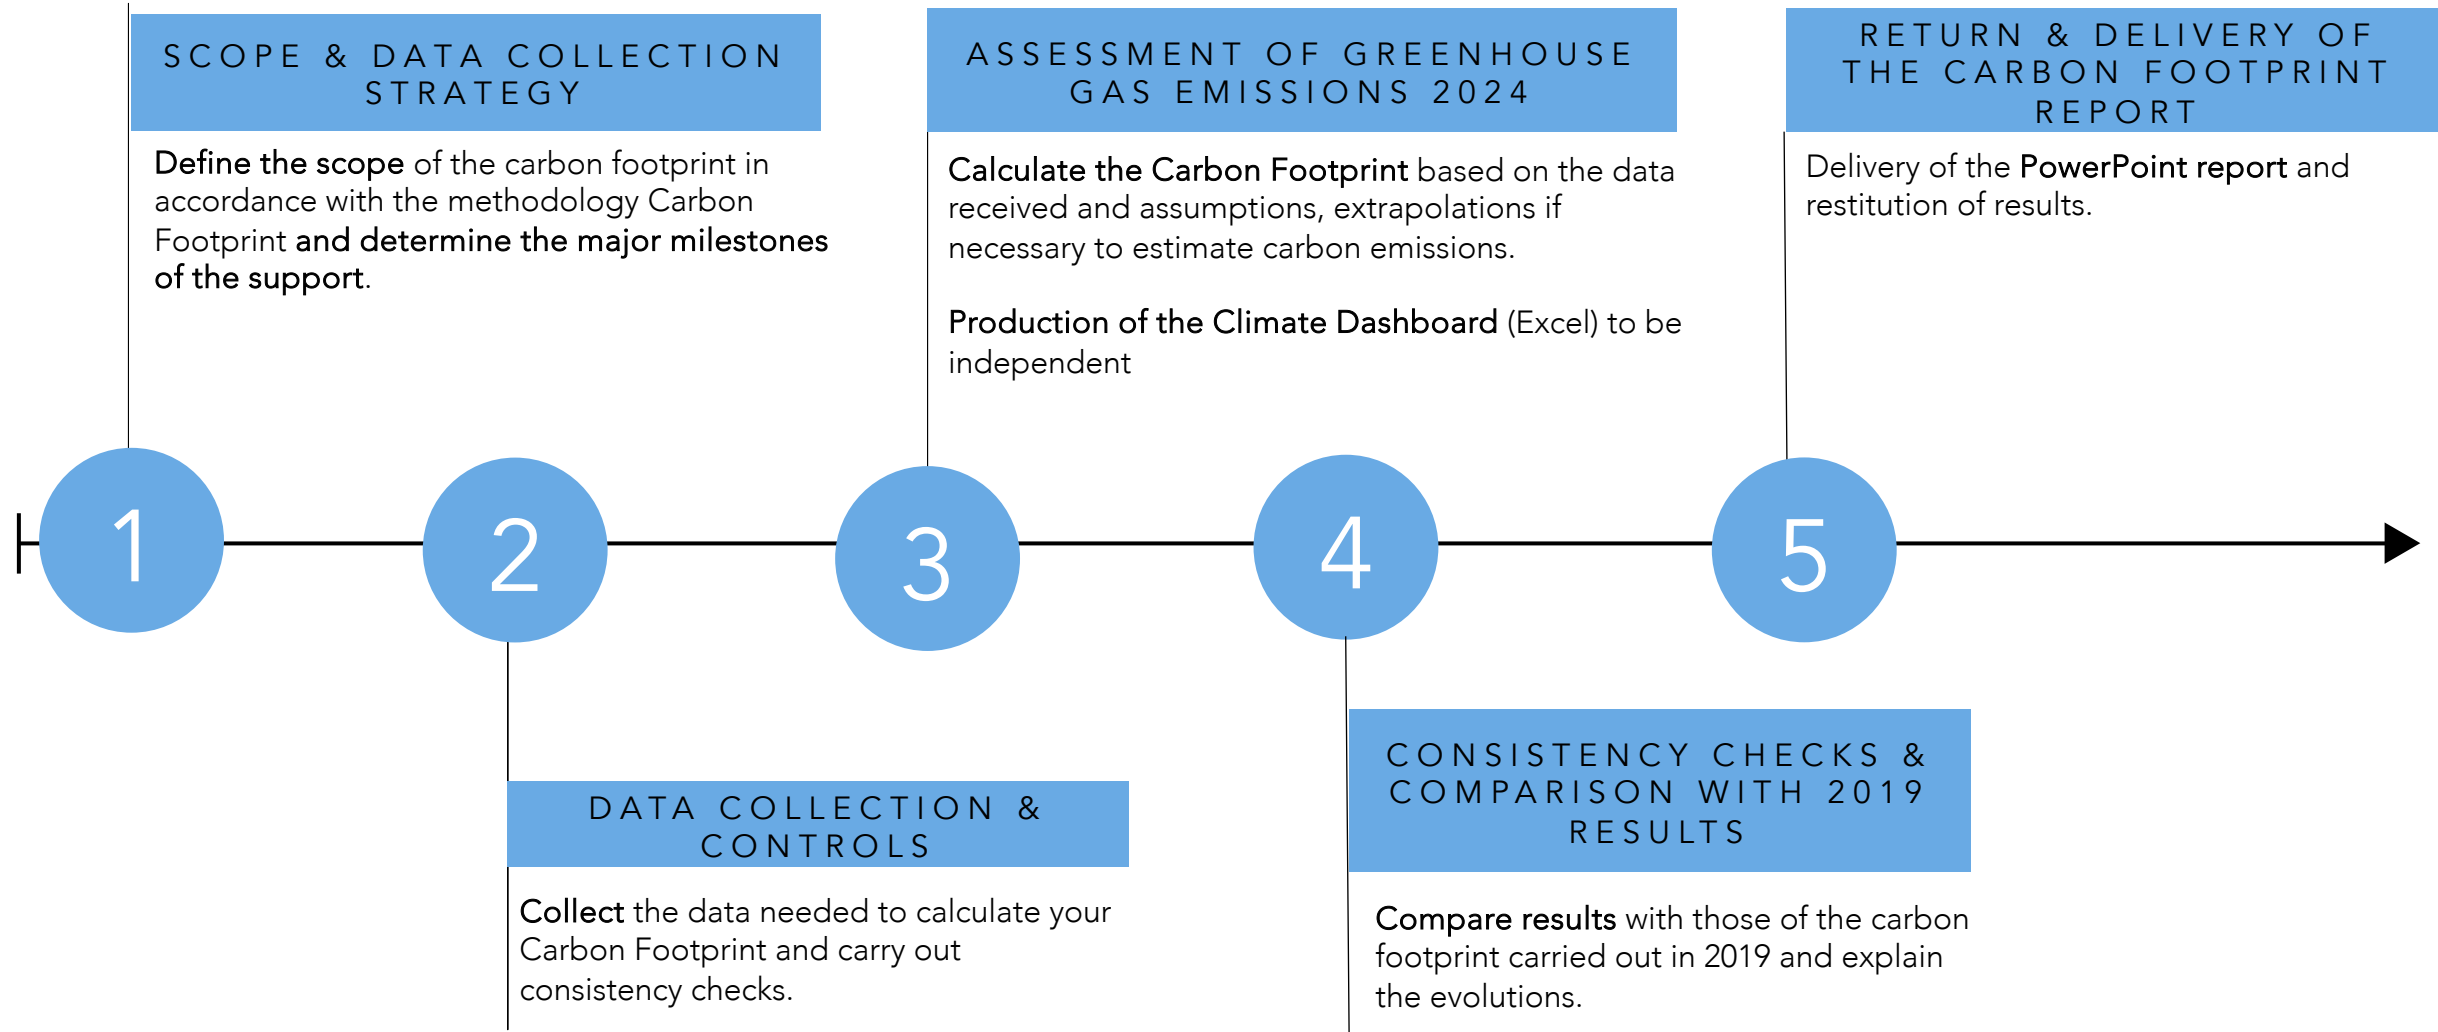 SCOPE & DATA COLLECTION
STRATEGY
Define the scope of the carbon footprint in
accordance with the methodology Carbon
Footprint and determine the major milestones
of the support.
ASSESSMENT OF GREENHOUSE
GAS EMISSIONS 2024
Calculate the Carbon Footprint based on the data
received and assumptions, extrapolations if
necessary to estimate carbon emissions.
Production of the Climate Dashboard (Excel) to be
independent
RETURN & DELIVERY OF
THE CARBON FOOTPRINT
REPORT
Delivery of the PowerPoint report and
restitution of results.
1
2
3
4
5
DATA COLLECTION &
CONTROLS
Collect the data needed to calculate your
Carbon Footprint and carry out
consistency checks.
CONSISTENCY CHECKS &
COMPARISON WITH 2019
RESULTS
Compare results with those of the carbon
footprint carried out in 2019 and explain
the evolutions.